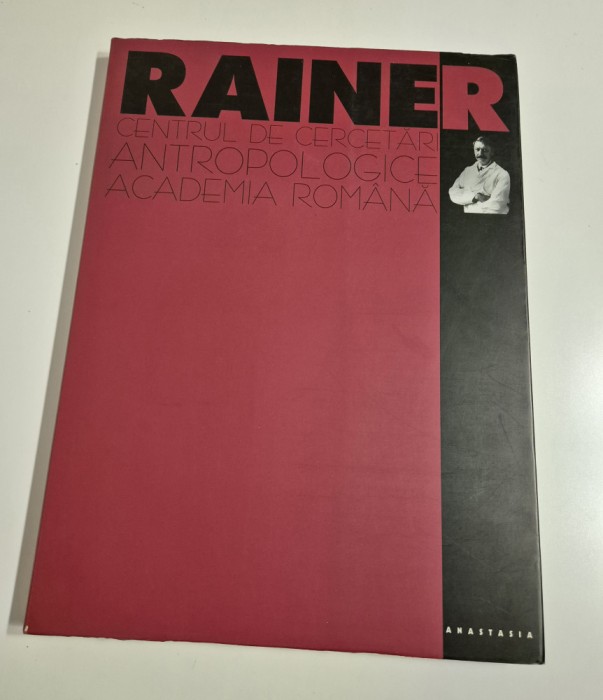 RAINER
CENTRUL DE CERCETĂRI
ANTROPOLOGICE
ACADEMIA ROMÂNĂ
ANASTASIA